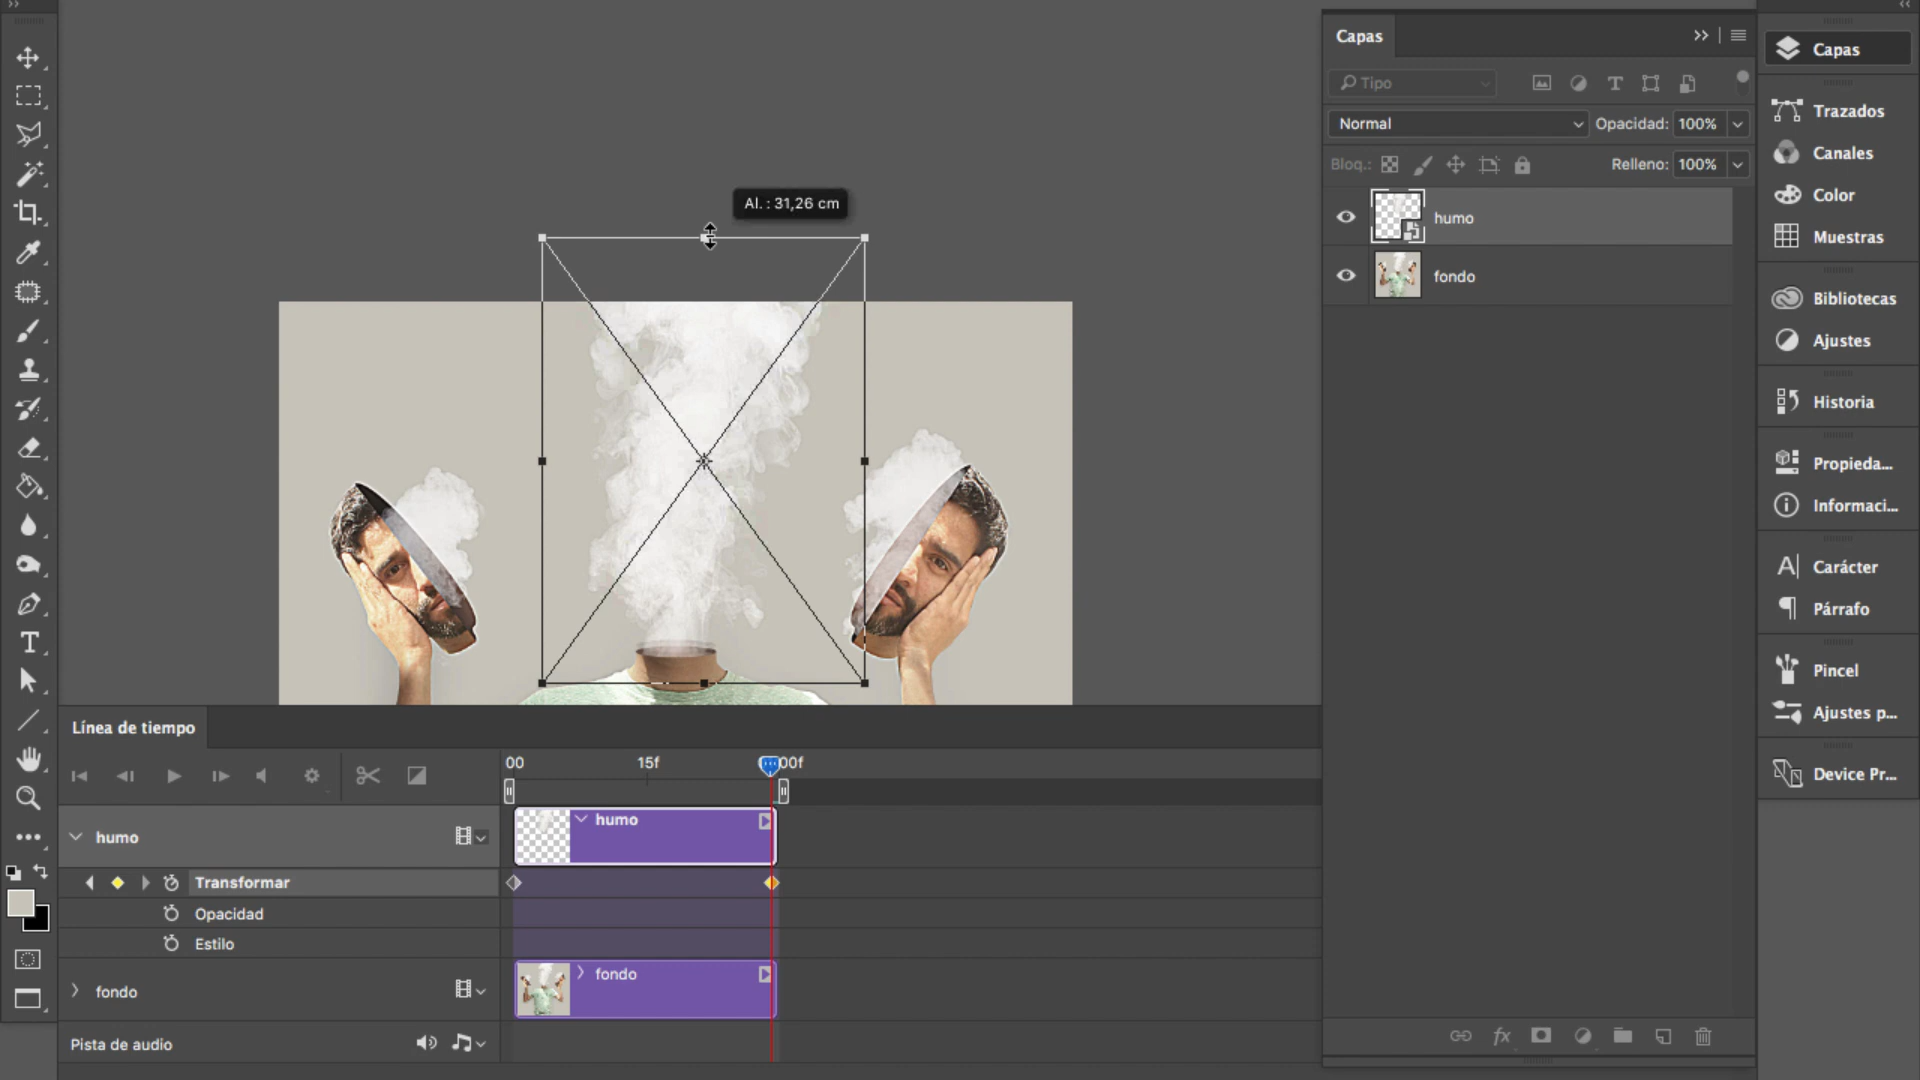 Al. : 31,26 cm
Línea de tiempo
00
15f
00f
humo
humo
Transformar
Opacidad
Estilo
fondo
fondo
Pista de audio
Capas
Tipo
Normal
Opacidad: 100%
Bloq.:
Relleno: 100%
humo
fondo
Capas
Trazados
Canales
Color
Muestras
Bibliotecas
Ajustes
Historia
Propieda...
Informaci...
Carácter
Párrafo
Pincel
Ajustes p...
Device Pr...